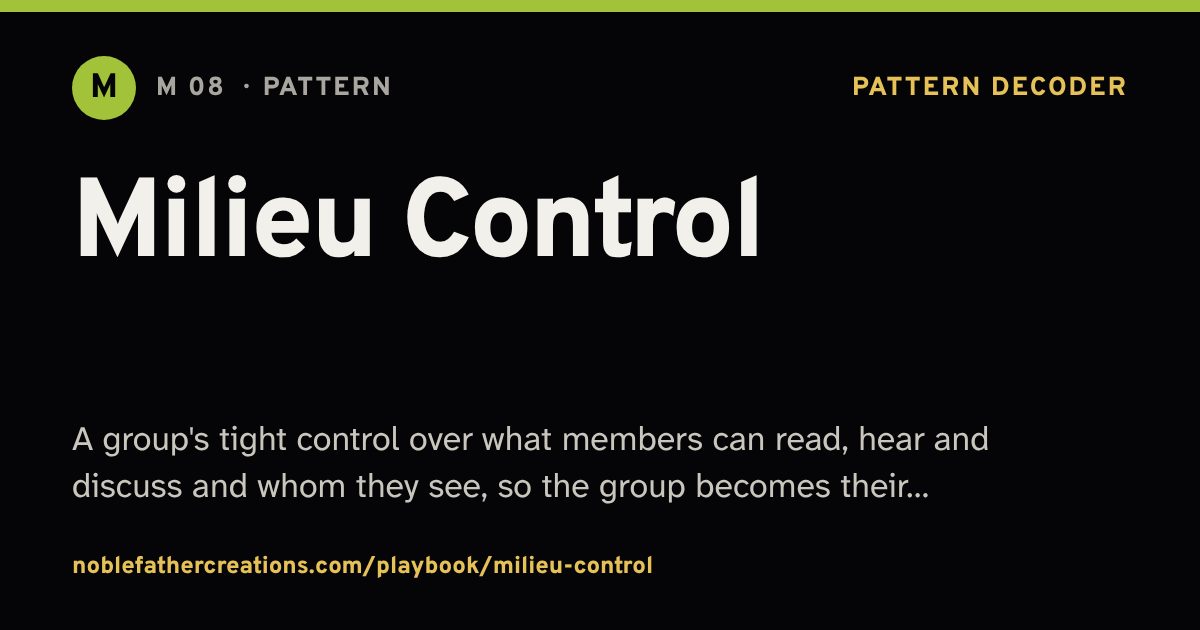 M
M 08 · PATTERN
PATTERN DECODER
Milieu Control
A group's tight control over what members can read, hear and
discuss and whom they see, so the group becomes their...
noblefathercreations.com/playbook/milieu-control